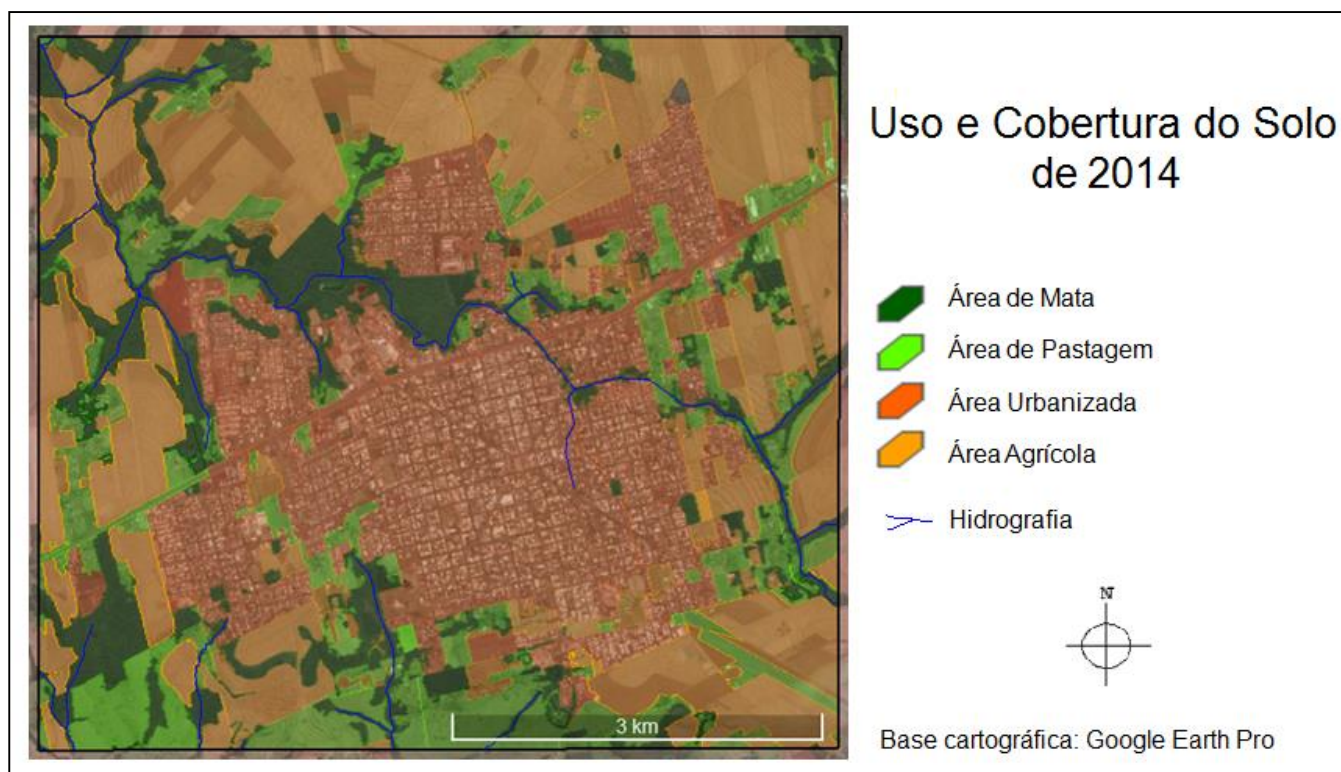 Uso e Cobertura do Solo
de 2014
Área de Mata
Área de Pastagem
Área Urbanizada
Área Agrícola
Hidrografia
N
3 km
Base cartográfica: Google Earth Pro